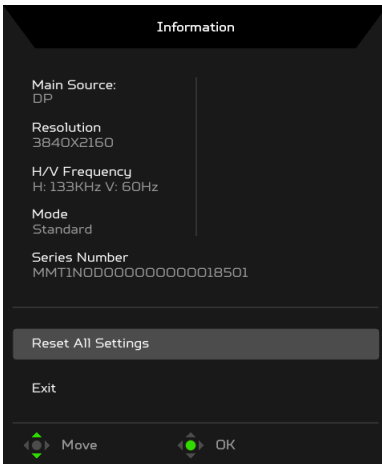 Information
Main Source:
DP
Resolution
3840X2160
H/V Frequency
H: 133KHz V: 60Hz
Mode
Standard
Series Number
MMT1NOD000000000018501
Reset All Settings
Exit
Move
OK